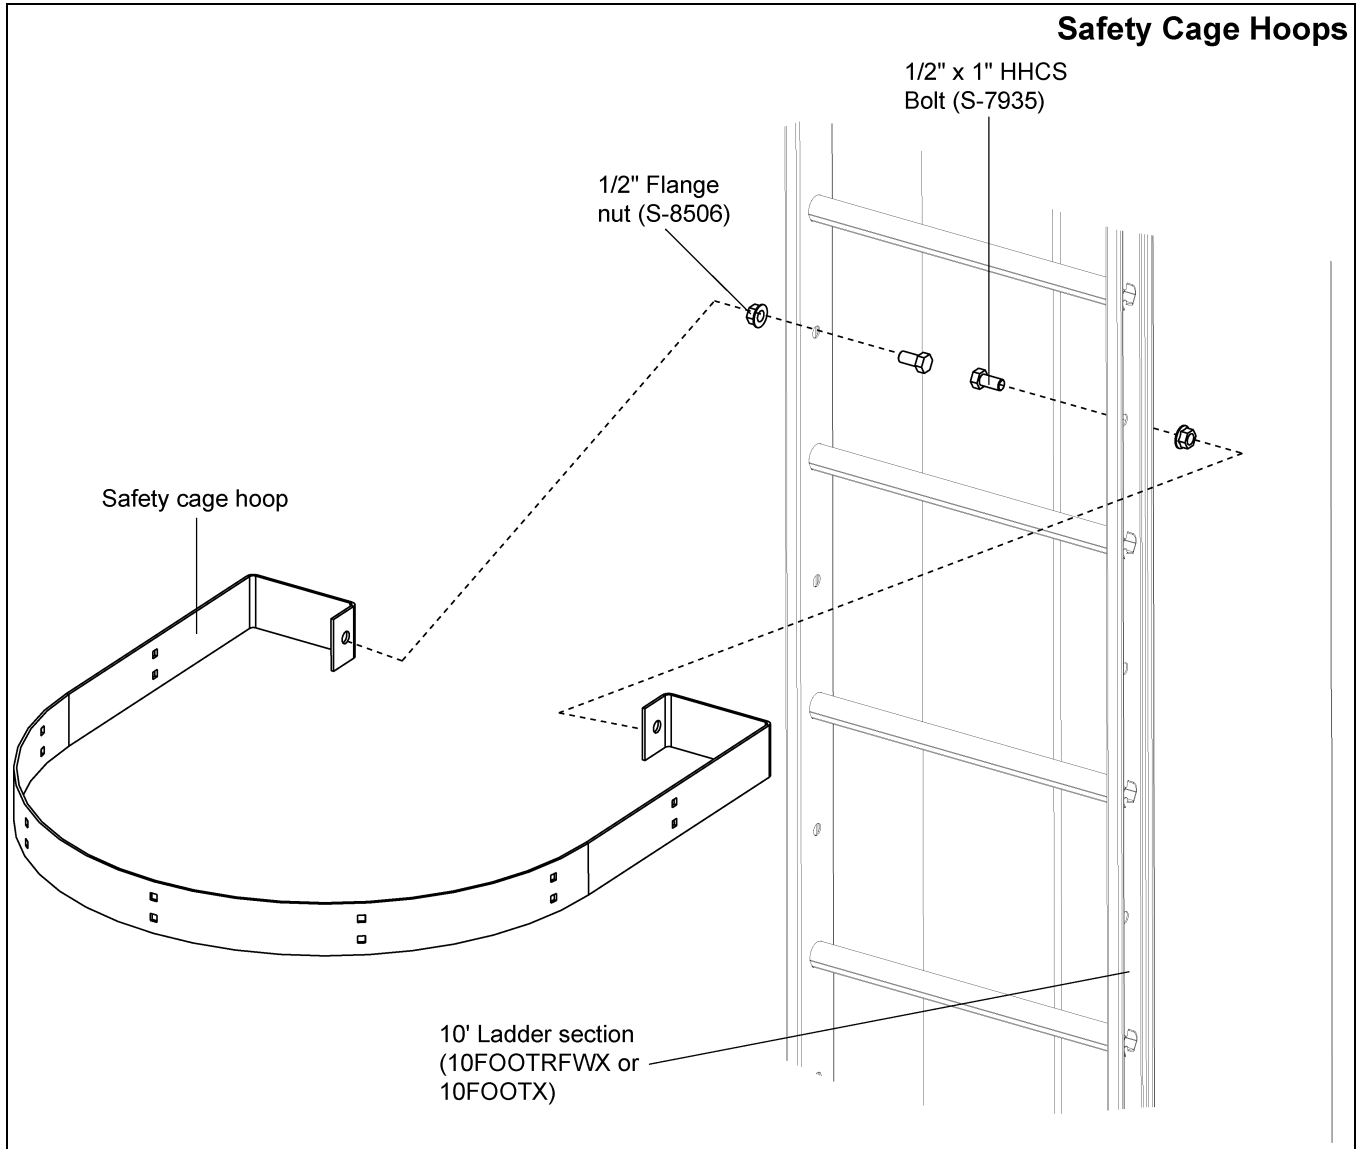 Safety Cage Hoops
1/2" x 1" HHCS
Bolt (S-7935)
1/2" Flange
nut (S-8506)
Safety cage hoop
10' Ladder section
(10FOOTRFWX or
10FOOTX)